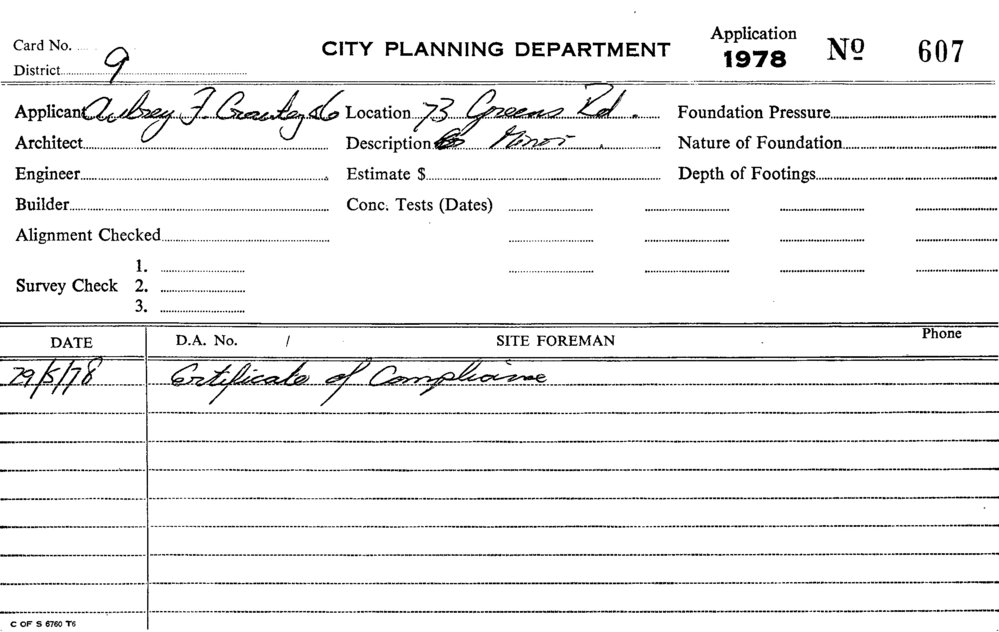 Card No.
CITY PLANNING DEPARTMENT
Application 1978 Nº 607
District 9
Applicant Aubrey F. Location 73 Greens Rd. Foundation Pressure
Architect Description Minor. Nature of Foundation
Engineer Estimate $ Depth of Footings
Builder Conc. Tests (Dates)
Alignment Checked
1.
Survey Check 2.
3.
DATE D.A. No. / SITE FOREMAN Phone
29/5/78 Certificate of Compliance
C OF S 6760 T6